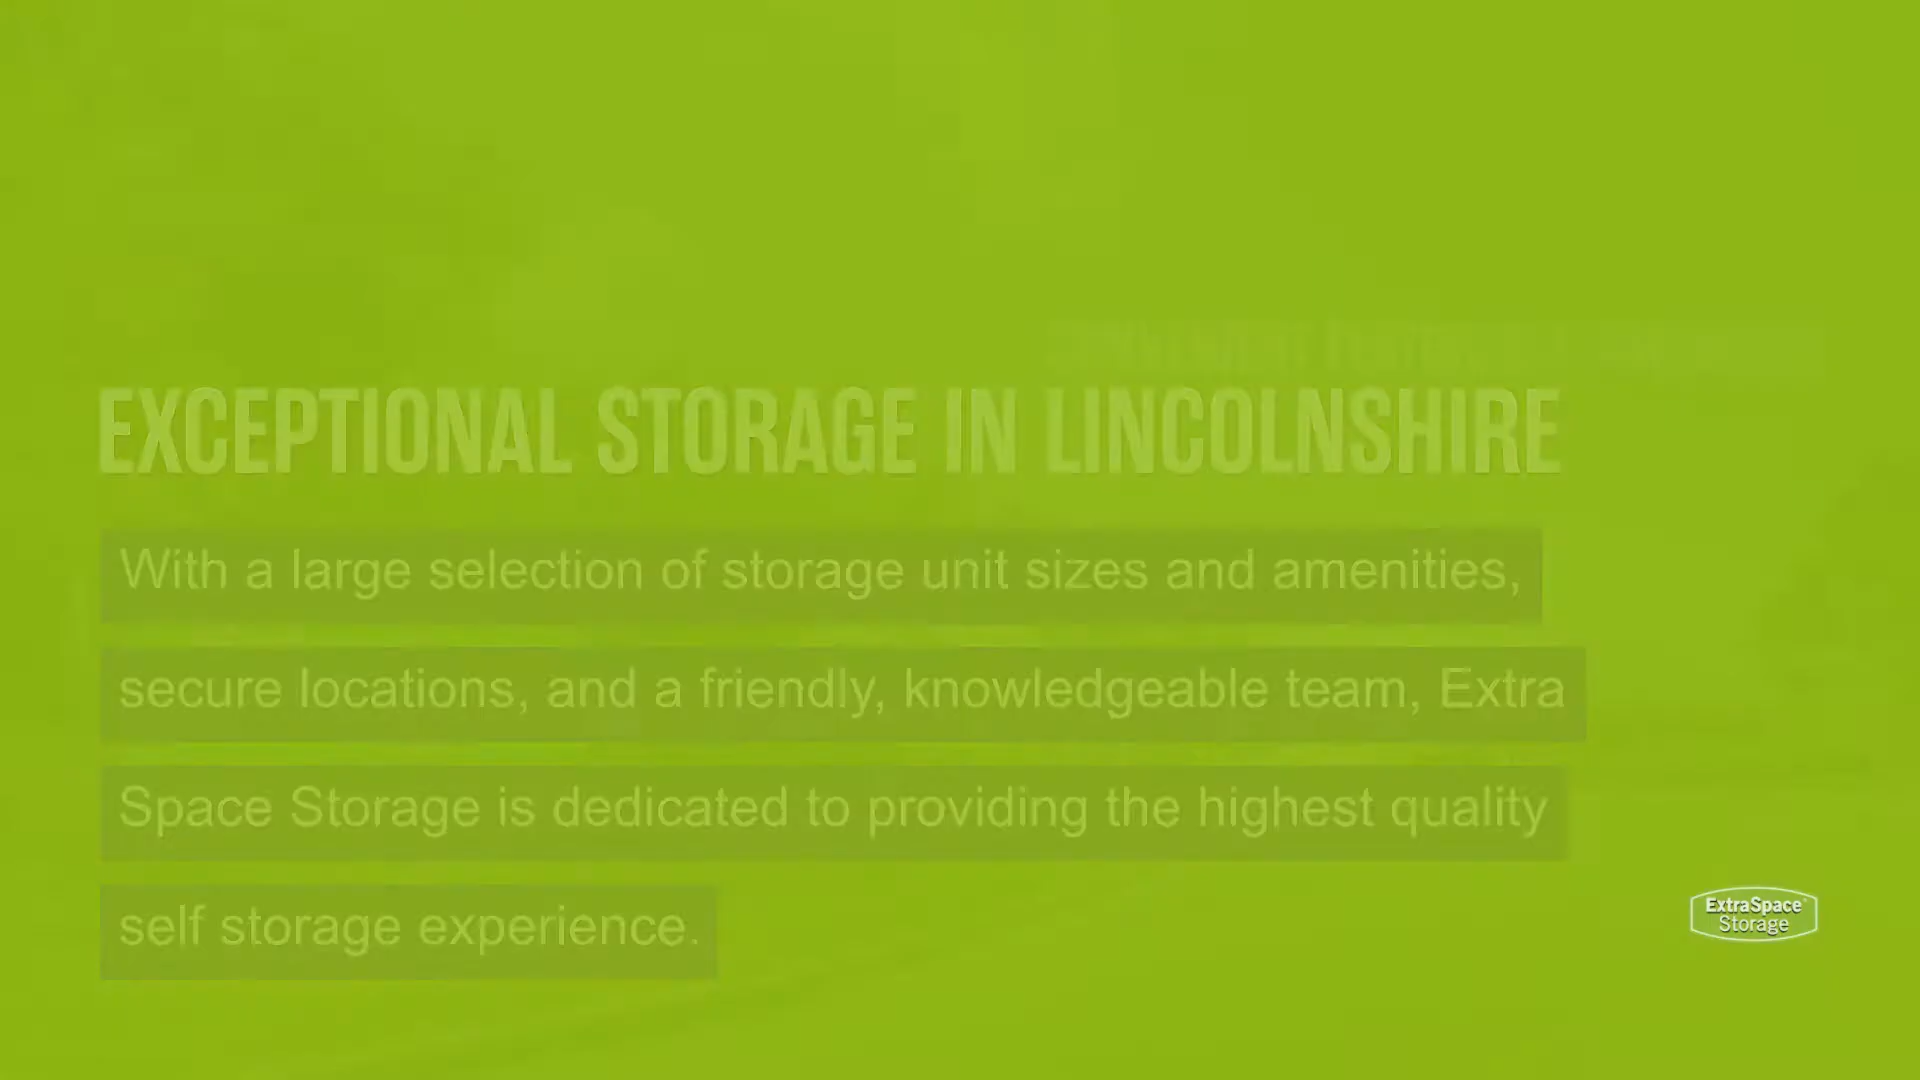 EXCEPTIONAL STORAGE IN LINCOLNSHIRE
With a large selection of storage unit sizes and amenities,
secure locations, and a friendly, knowledgeable team, Extra
Space Storage is dedicated to providing the highest quality
self storage experience.
ExtraSpace
Storage